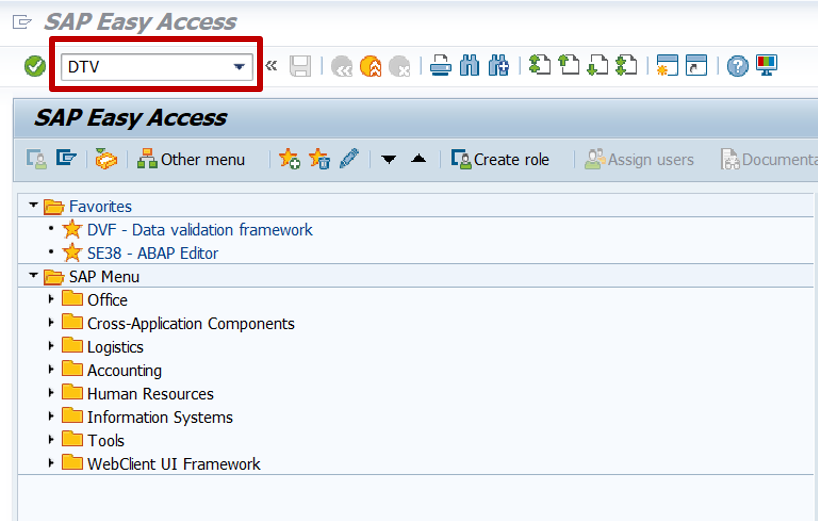 SAP Easy Access
DTV
SAP Easy Access
Other menu Create role Assign users Documenta
Favorites
DVF - Data validation framework
SE38 - ABAP Editor
SAP Menu
Office
Cross-Application Components
Logistics
Accounting
Human Resources
Information Systems
Tools
WebClient UI Framework